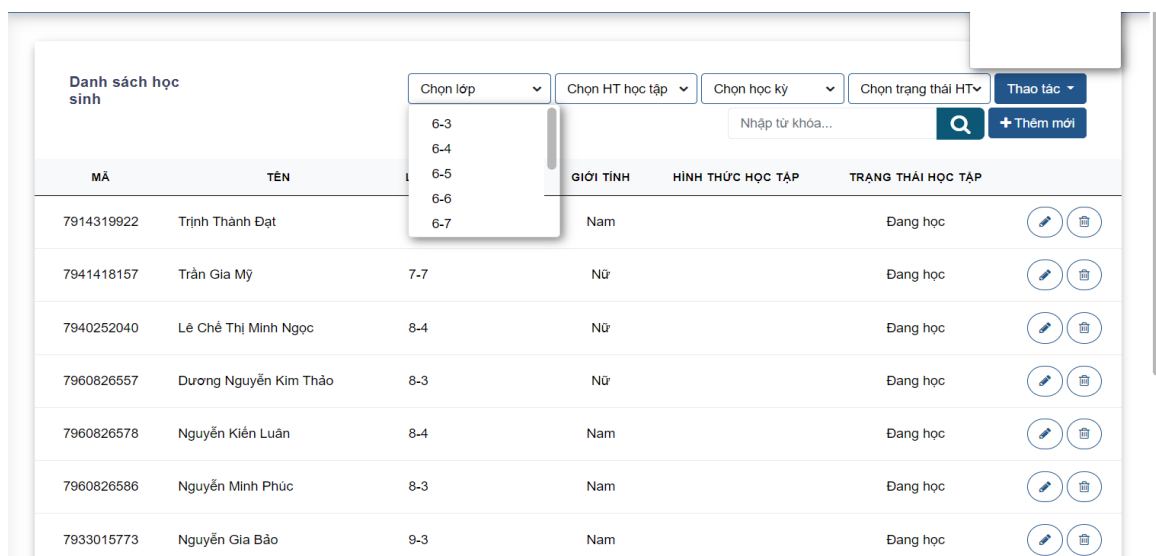 Danh sách học
sinh
Chọn lớp
Chọn HT học tập
Chọn học kỳ
Chọn trạng thái HT
Thao tác
Nhập từ khóa...
Thêm mới
6-3
6-4
6-5
6-6
6-7
MÃ TÊN GIỚI TÍNH HÌNH THỨC HỌC TẬP TRẠNG THÁI HỌC TẬP
7914319922 Trịnh Thành Đạt Nam Đang học
7941418157 Trần Gia Mỹ 7-7 Nữ Đang học
7940252040 Lê Chế Thị Minh Ngọc 8-4 Nữ Đang học
7960826557 Dương Nguyễn Kim Thảo 8-3 Nữ Đang học
7960826578 Nguyễn Kiến Luân 8-4 Nam Đang học
7960826586 Nguyễn Minh Phúc 8-3 Nam Đang học
7933015773 Nguyễn Gia Bảo 9-3 Nam Đang học